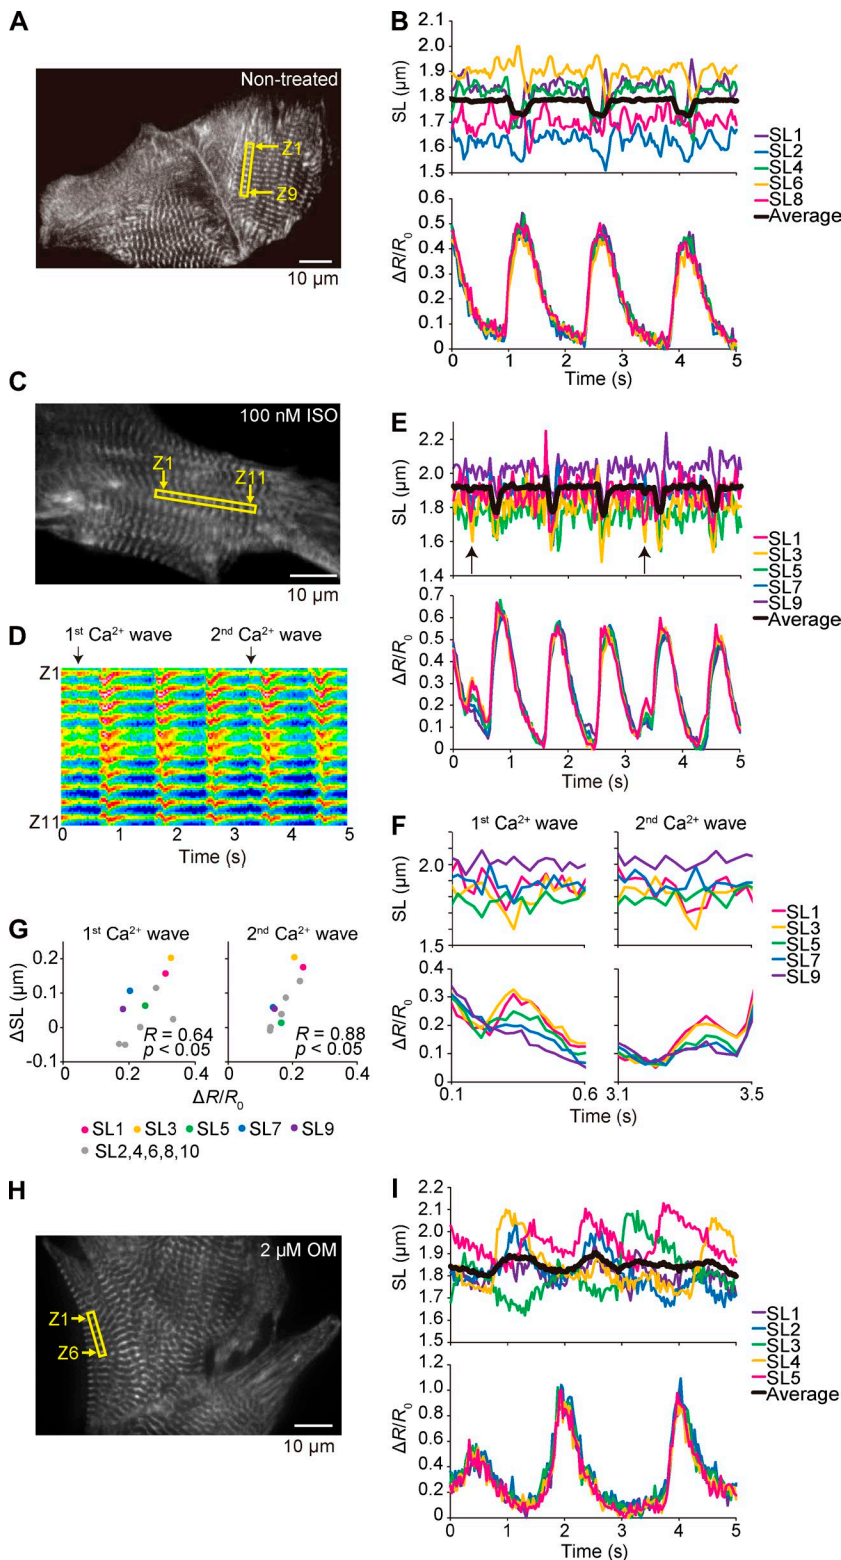 A
Non-treated
Z1
Z9
10 µm
B
2.1
2.0
1.9
1.8
1.7
1.6
1.5
SL (µm)
SL1
SL2
SL4
SL6
SL8
Average
0.6
0.5
0.4
0.3
0.2
0.1
0
ΔR/R0
0 1 2 3 4 5
Time (s)
C
100 nM ISO
Z1
Z11
10 µm
D
1st Ca2+ wave
2nd Ca2+ wave
Z1
Z11
0 1 2 3 4 5
Time (s)
E
2.2
2.0
1.8
1.6
1.4
SL (µm)
SL1
SL3
SL5
SL7
SL9
Average
0.7
0.6
0.5
0.4
0.3
0.2
0.1
0
ΔR/R0
0 1 2 3 4 5
Time (s)
F
1st Ca2+ wave
2nd Ca2+ wave
2.0
1.5
SL (µm)
SL1
SL3
SL5
SL7
SL9
0.4
0.3
0.2
0.1
0
ΔR/R0
0.1 0.6 3.1 3.5
Time (s)
G
1st Ca2+ wave
2nd Ca2+ wave
0.2
0.1
0
-0.1
ΔSL (µm)
R = 0.64
p < 0.05
R = 0.88
p < 0.05
0 0.2 0.4 0 0.2 0.4
ΔR/R0
SL1 SL3 SL5 SL7 SL9
SL2,4,6,8,10
H
2 µM OM
Z1
Z6
10 µm
I
2.2
2.1
2.0
1.9
1.8
1.7
1.6
1.5
SL (µm)
SL1
SL2
SL3
SL4
SL5
Average
1.2
1.0
0.8
0.6
0.4
0.2
0
ΔR/R0
0 1 2 3 4 5
Time (s)